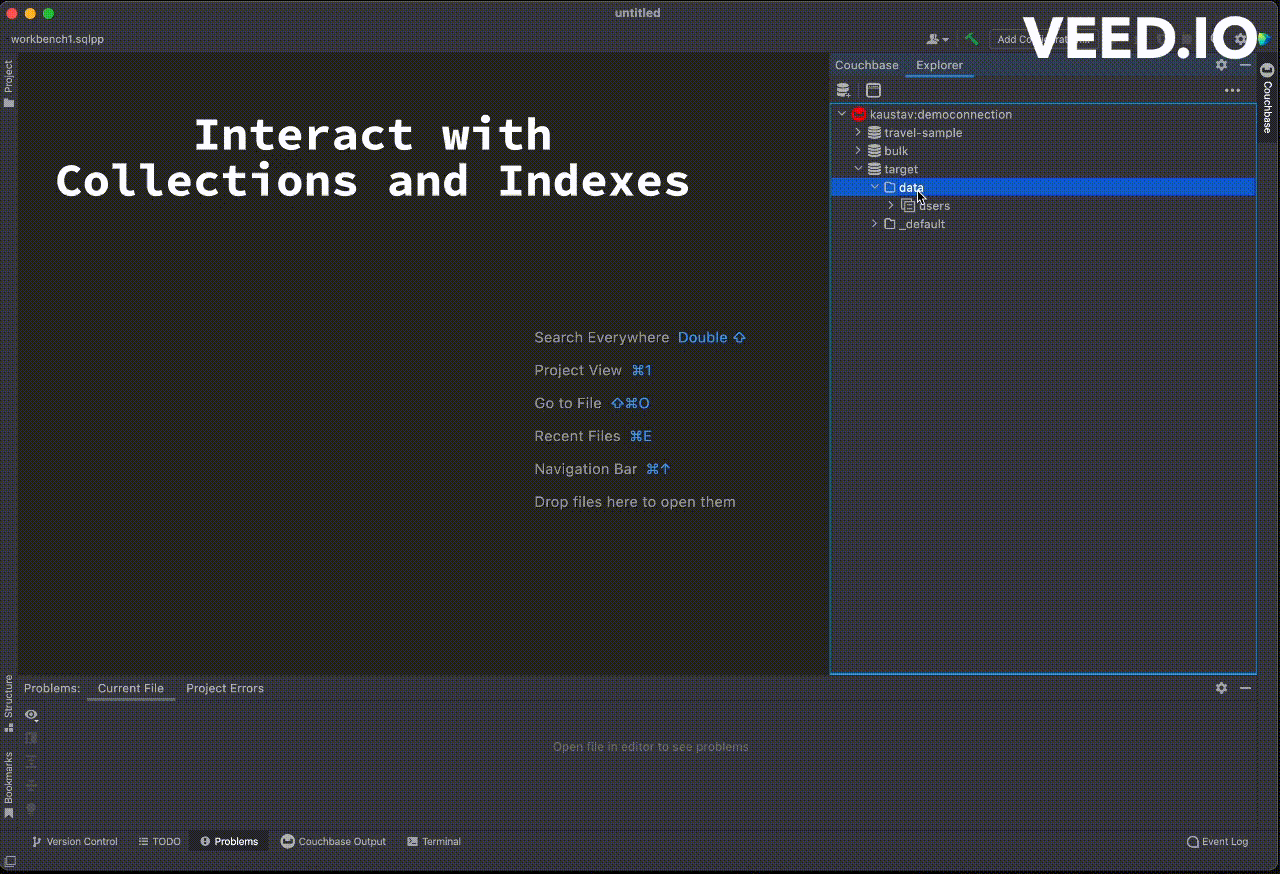 untitled
VEED.IO
workbench1.sqlpp
Project
Couchbase
Explorer
Couchbase
kaustav:democonnection
travel-sample
bulk
target
data
users
_default
Interact with
Collections and Indexes
Search Everywhere Double ⇧
Project View ⌘1
Go to File ⇧⌘O
Recent Files ⌘E
Navigation Bar ⌘↑
Drop files here to open them
Structure
Bookmarks
Problems: Current File Project Errors
Open file in editor to see problems
Version Control TODO Problems Couchbase Output Terminal Event Log